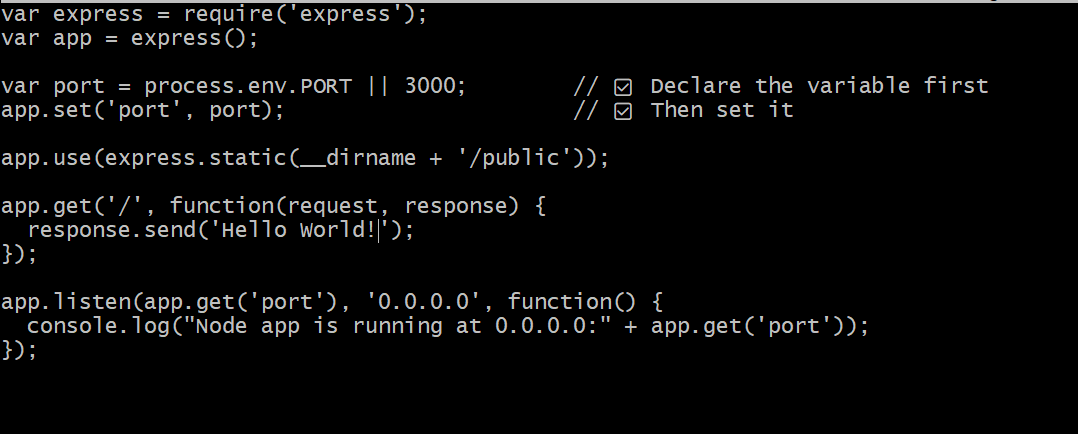 var express = require('express');
var app = express();
var port = process.env.PORT || 3000;        // ☑ Declare the variable first
app.set('port', port);                      // ☑ Then set it
app.use(express.static(__dirname + '/public'));
app.get('/', function(request, response) {
  response.send('Hello World!');
});
app.listen(app.get('port'), '0.0.0.0', function() {
  console.log("Node app is running at 0.0.0.0:" + app.get('port'));
});